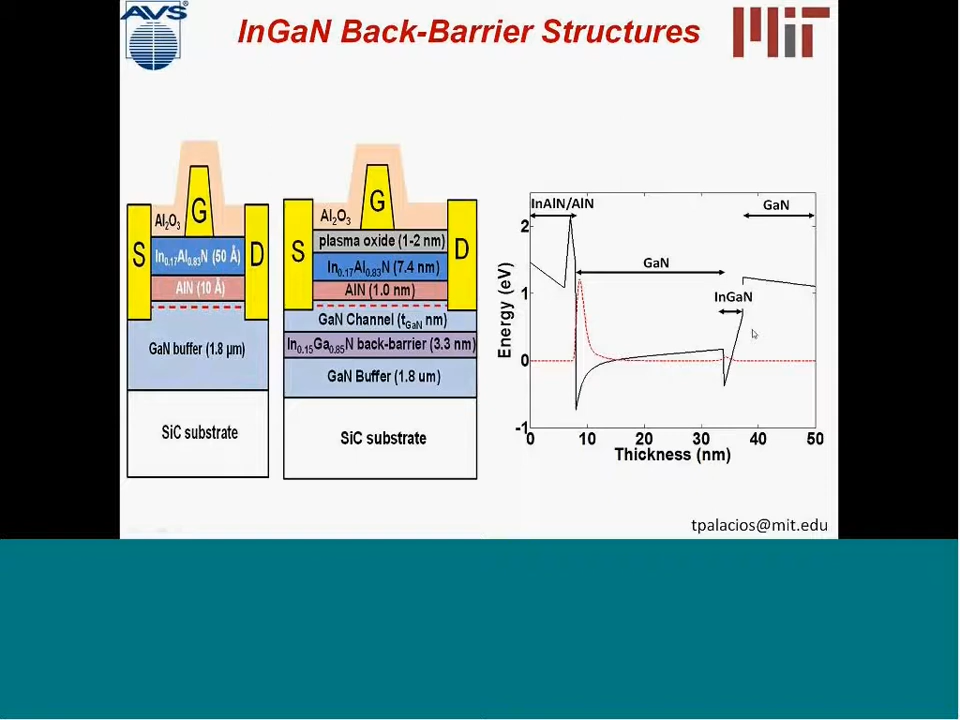 AVS®
InGaN Back-Barrier Structures
MIT
Al₂O₃
G
S
D
In₀.₁₇Al₀.₈₃N (50 Å)
AlN (10 Å)
GaN buffer (1.8 μm)
SiC substrate
Al₂O₃
G
S
D
plasma oxide (1-2 nm)
In₀.₁₇Al₀.₈₃N (7.4 nm)
AlN (1.0 nm)
GaN Channel (t_GaN nm)
In₀.₁₅Ga₀.₈₅N back-barrier (3.3 nm)
GaN Buffer (1.8 um)
SiC substrate
InAlN/AlN
GaN
GaN
InGaN
Energy (eV)
2
1
0
-1
0 10 20 30 40 50
Thickness (nm)
tpalacios@mit.edu